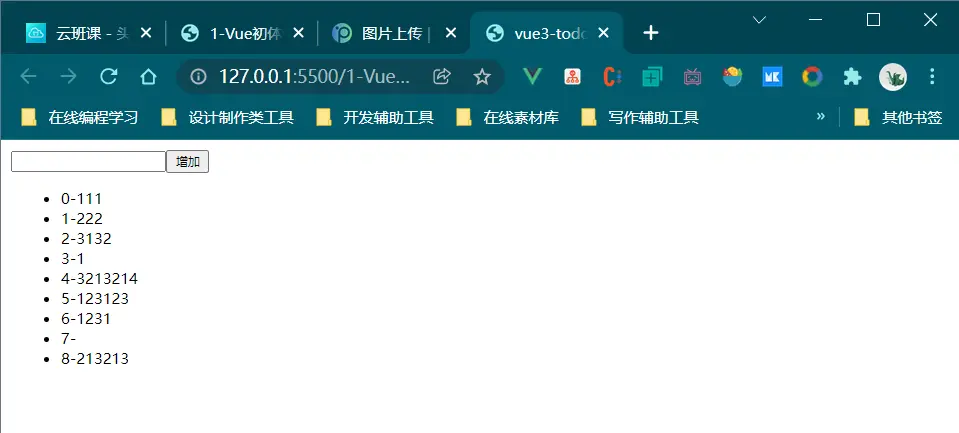 云班课 - 头
1-Vue初体
图片上传 |
vue3-todo
127.0.0.1:5500/1-Vue...
在线编程学习
设计制作类工具
开发辅助工具
在线素材库
写作辅助工具
»
其他书签
增加
0-111
1-222
2-3132
3-1
4-3213214
5-123123
6-1231
7-
8-213213